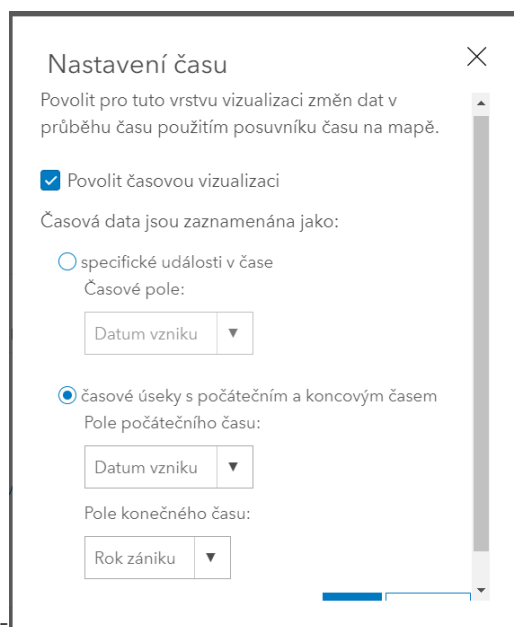 Nastavení času
Povolit pro tuto vrstvu vizualizaci změn dat v
průběhu času použitím posuvníku času na mapě.
Povolit časovou vizualizaci
Časová data jsou zaznamenána jako:
specifické události v čase
Časové pole:
Datum vzniku
časové úseky s počátečním a koncovým časem
Pole počátečního času:
Datum vzniku
Pole konečného času:
Rok zániku